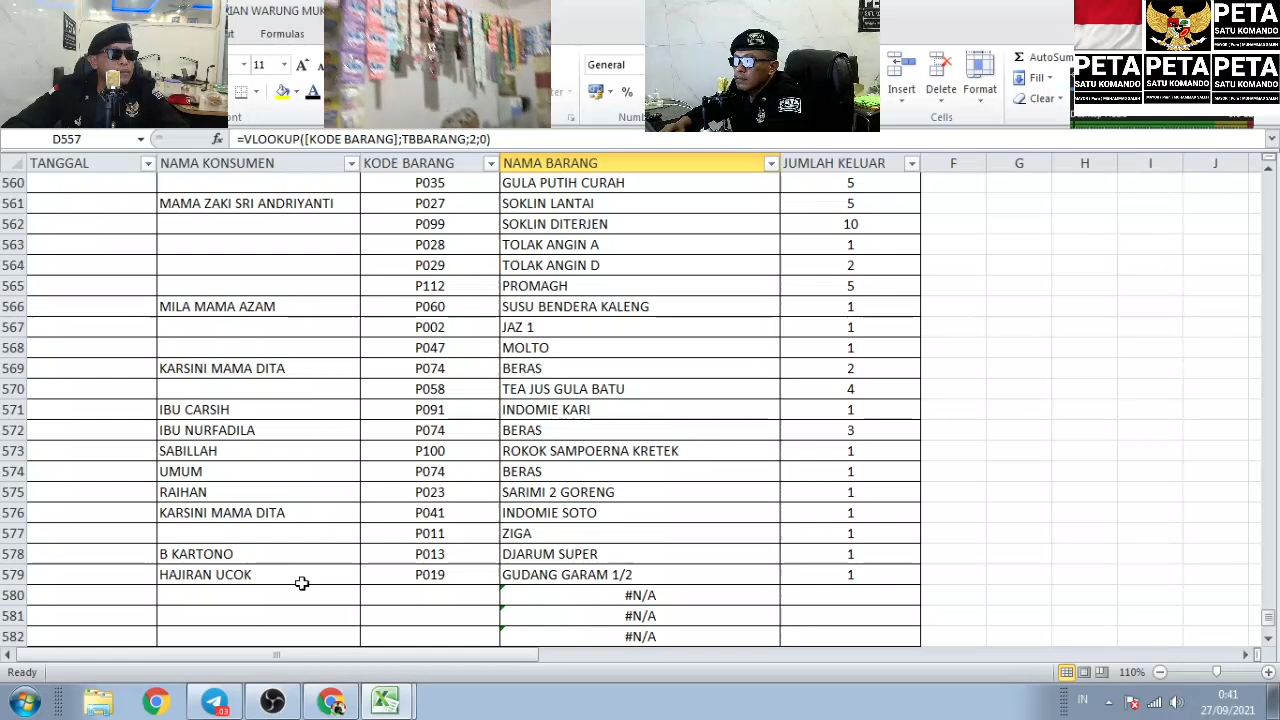 IAN WARUNG MUK
Formulas
11
A
General
%
Insert
Delete
Format
AutoSum
Fill
Clear
Cells
PETA
SATU KOMANDO
PETA
SATU KOMANDO
PETA
SATU KOMANDO
PETA
SATU KOMANDO
D557
fx
=VLOOKUP([KODE BARANG];TBBARANG;2;0)
TANGGAL NAMA KONSUMEN KODE BARANG NAMA BARANG JUMLAH KELUAR F G H I J
560 P035 GULA PUTIH CURAH 5
561 MAMA ZAKI SRI ANDRIYANTI P027 SOKLIN LANTAI 5
562 P099 SOKLIN DITERJEN 10
563 P028 TOLAK ANGIN A 1
564 P029 TOLAK ANGIN D 2
565 P112 PROMAGH 5
566 MILA MAMA AZAM P060 SUSU BENDERA KALENG 1
567 P002 JAZ 1 1
568 P047 MOLTO 1
569 KARSINI MAMA DITA P074 BERAS 2
570 P058 TEA JUS GULA BATU 4
571 IBU CARSIH P091 INDOMIE KARI 1
572 IBU NURFADILA P074 BERAS 3
573 SABILLAH P100 ROKOK SAMPOERNA KRETEK 1
574 UMUM P074 BERAS 1
575 RAIHAN P023 SARIMI 2 GORENG 1
576 KARSINI MAMA DITA P041 INDOMIE SOTO 1
577 P011 ZIGA 1
578 B KARTONO P013 DJARUM SUPER 1
579 HAJIRAN UCOK P019 GUDANG GARAM 1/2 1
580 #N/A
581 #N/A
582 #N/A
Ready
110%
IN
0:41
27/09/2021